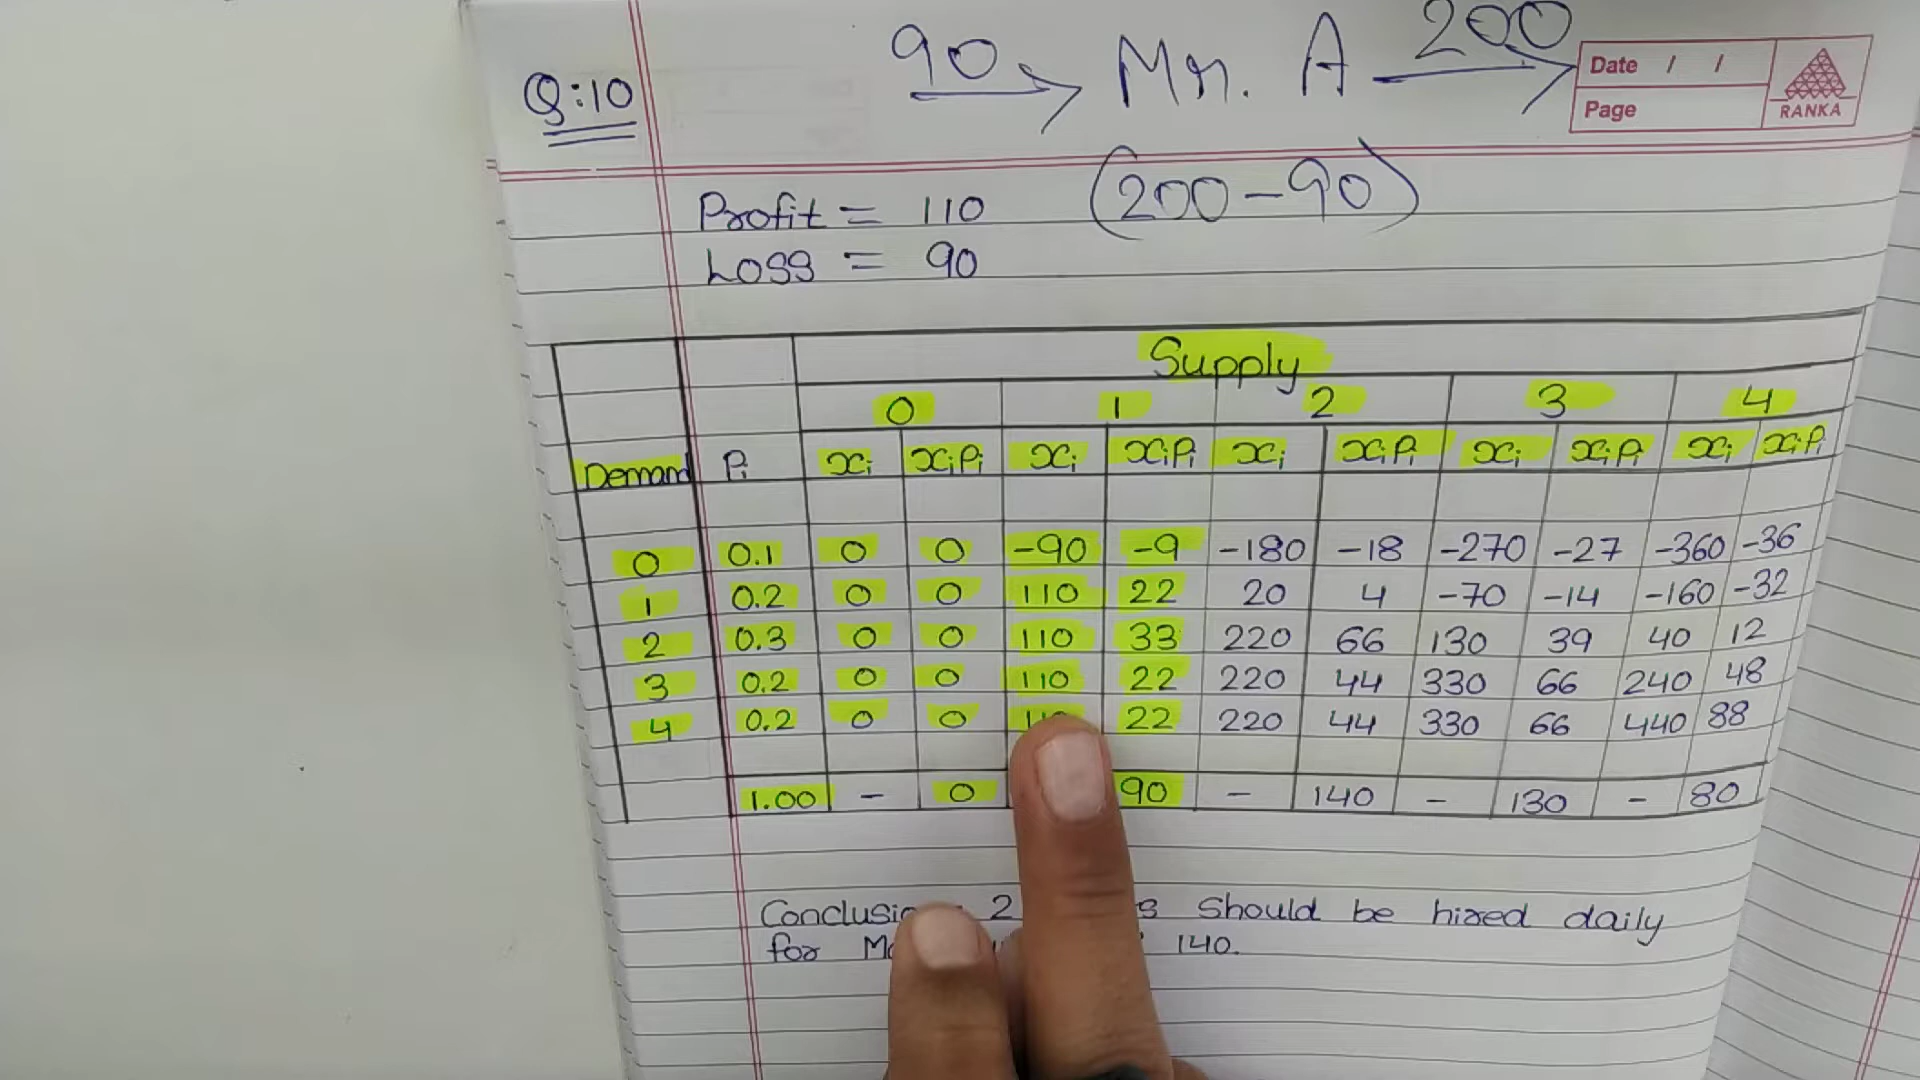 90 → Mr. A 200 →
Date / /
Page
RANKA
Q:10
Profit = 110 (200-90)
Loss = 90
Supply
0 1 2 3 4
Demand Pi xi xiPi xi xiPi xi xiPi xi xiPi xi xiPi
0 0.1 0 0 -90 -9 -180 -18 -270 -27 -360 -36
1 0.2 0 0 110 22 20 4 -70 -14 -160 -32
2 0.3 0 0 110 33 220 66 130 39 40 12
3 0.2 0 0 110 22 220 44 330 66 240 48
4 0.2 0 0 22 220 44 330 66 440 88
1.00 - 0 90 - 140 - 130 - 80
2 should be hired daily
for 140.